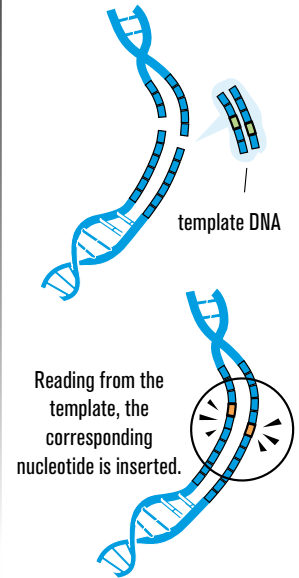 template DNA
Reading from the
template, the
corresponding
nucleotide is inserted.